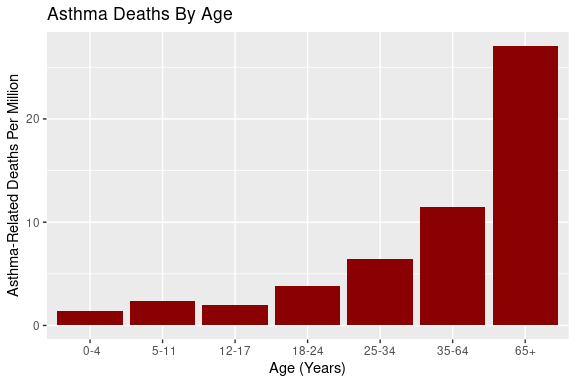 Asthma Deaths By Age
Asthma-Related Deaths Per Million
20
10
0
0-4 5-11 12-17 18-24 25-34 35-64 65+
Age (Years)